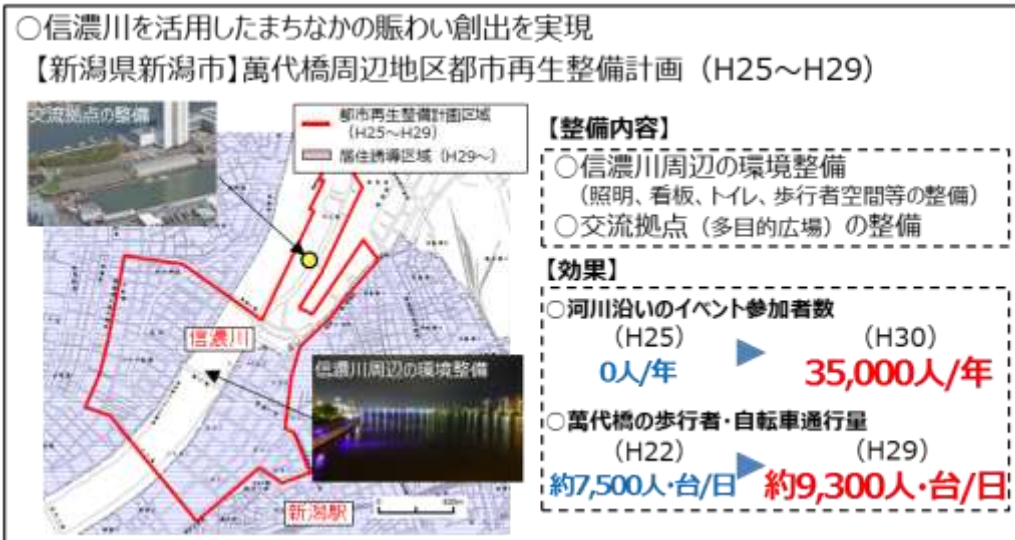 ○信濃川を活用したまちなかの賑わい創出を実現
【新潟県新潟市】萬代橋周辺地区都市再生整備計画（H25～H29）
交流拠点の整備
都市再生整備計画区域
（H25～H29）
居住誘導区域（H29～）
信濃川
信濃川周辺の環境整備
新潟駅
【整備内容】
○信濃川周辺の環境整備
（照明、看板、トイレ、歩行者空間等の整備）
○交流拠点（多目的広場）の整備
【効果】
○河川沿いのイベント参加者数
（H25） （H30）
0人/年 35,000人/年
○萬代橋の歩行者・自転車通行量
（H22） （H29）
約7,500人・台/日 約9,300人・台/日